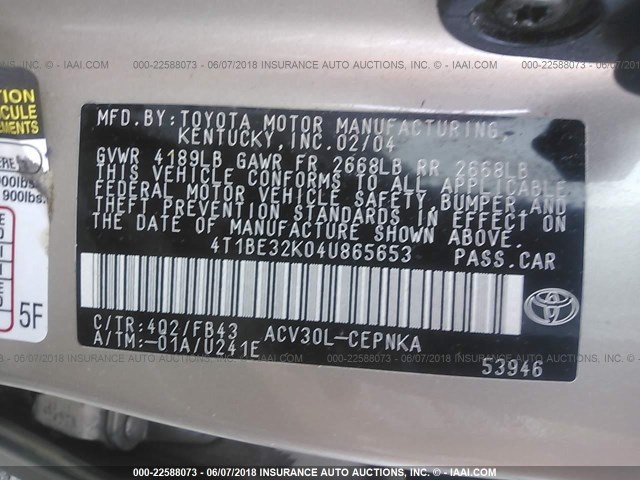 000-22588073 - 06/07/2018 INSURANCE AUTO AUCTIONS, INC. - ©IAAI.COM
MFD.BY:TOYOTA MOTOR MANUFACTURING,
KENTUCKY, INC.02/04
GVWR 4189LB GAWR FR 2668LB RR 2668LB
THIS VEHICLE CONFORMS TO ALL APPLICABLE
FEDERAL MOTOR VEHICLE SAFETY,BUMPER AND
THEFT PREVENTION STANDARDS IN EFFECT ON
THE DATE OF MANUFACTURE SHOWN ABOVE.
4T1BE32K04U865653 PASS.CAR
C/TR:4Q2/FB43 ACV30L-CEPNKA
A/TM:-01A/U241E
53946
5F
000-22588073 - 06/07/2018 INSURANCE AUTO AUCTIONS, INC. - ©IAAI.COM